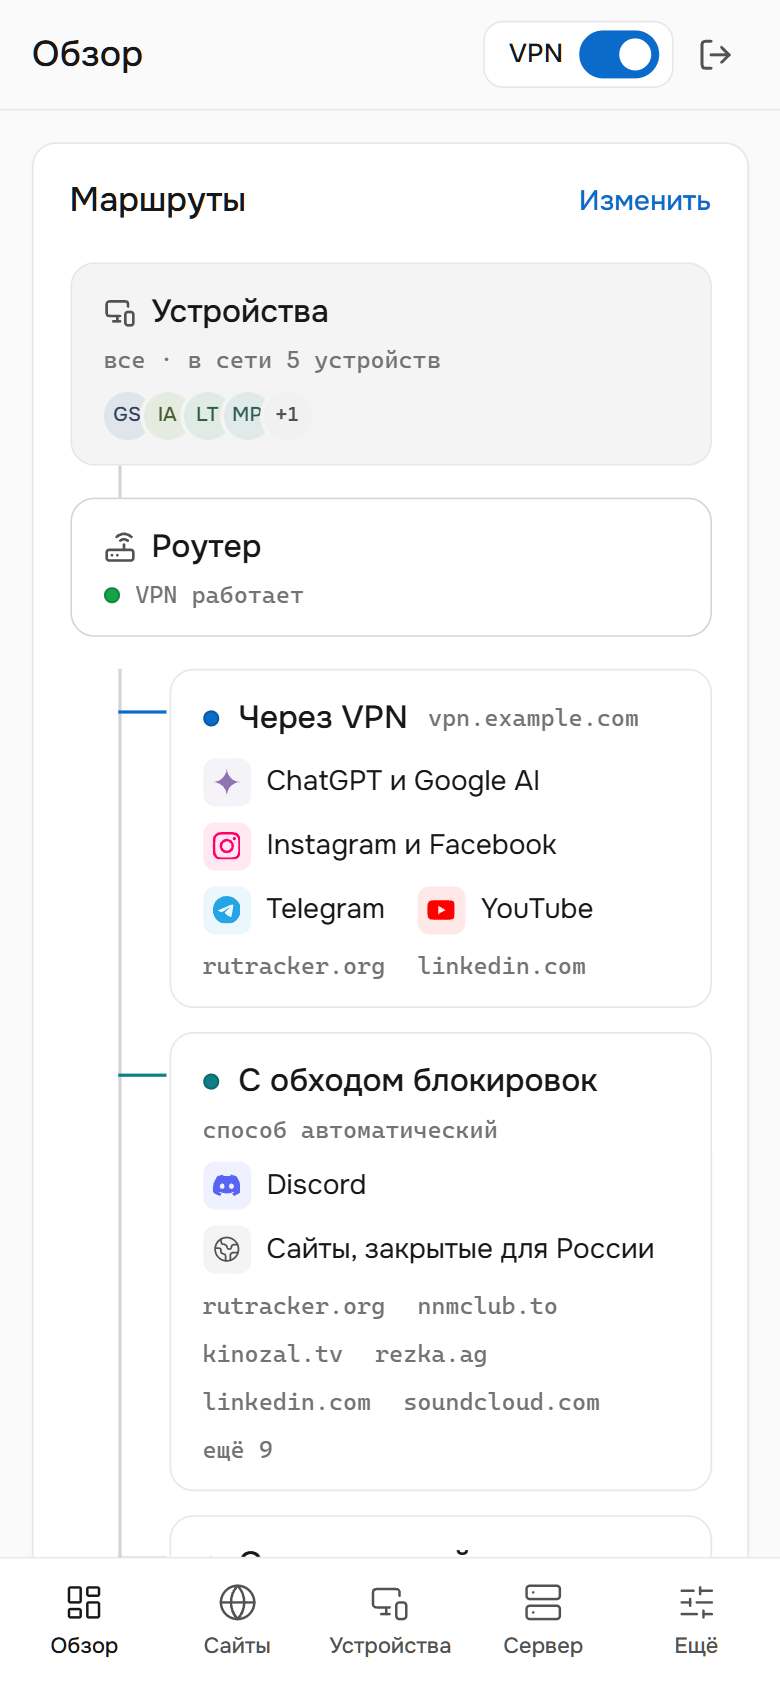 Обзор
VPN
Маршруты
Изменить
Устройства
все · в сети 5 устройств
GS IA LT MP +1
Роутер
VPN работает
Через VPN vpn.example.com
ChatGPT и Google AI
Instagram и Facebook
Telegram YouTube
rutracker.org linkedin.com
С обходом блокировок
способ автоматический
Discord
Сайты, закрытые для России
rutracker.org nnmclub.to
kinozal.tv rezka.ag
linkedin.com soundcloud.com
ещё 9
Обзор Сайты Устройства Сервер Ещё